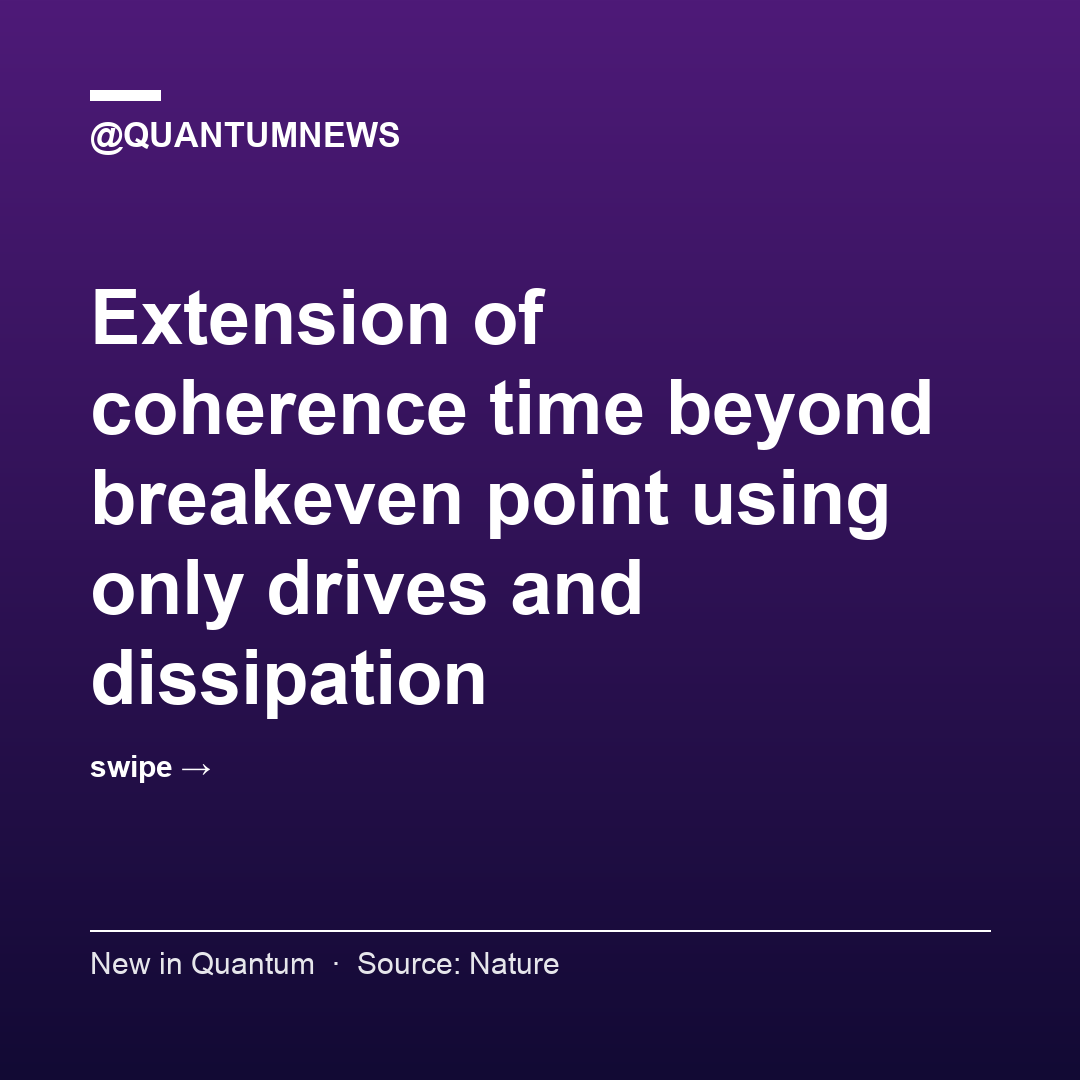 @QUANTUMNEWS
Extension of
coherence time beyond
breakeven point using
only drives and
dissipation
swipe →
New in Quantum · Source: Nature